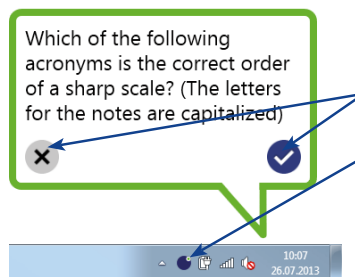 Which of the following
acronyms is the correct order
of a sharp scale? (The letters
for the notes are capitalized)
10:07
26.07.2013